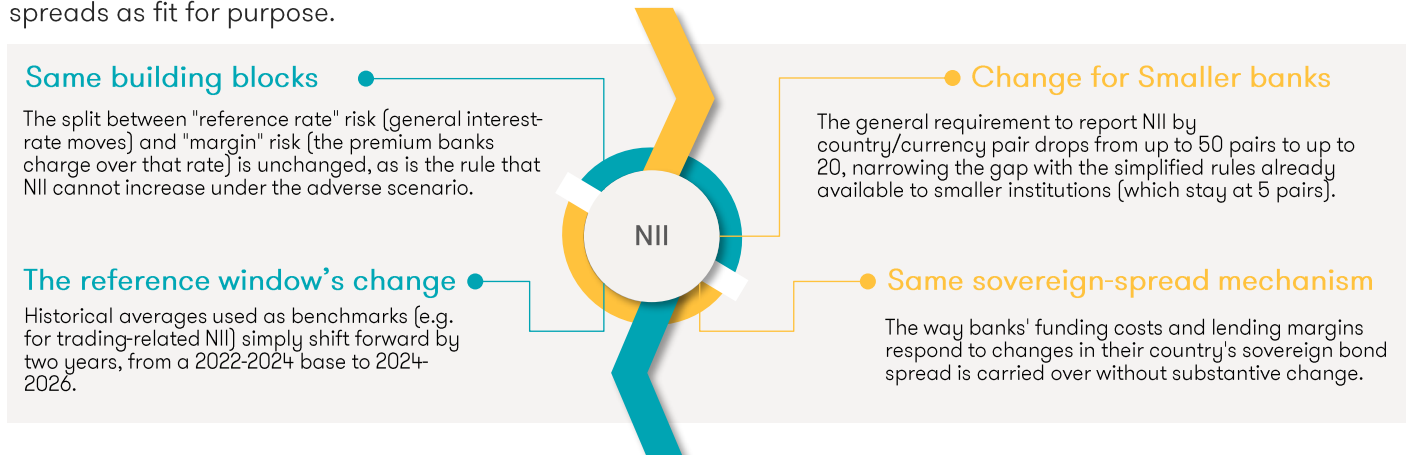 spreads as fit for purpose.
Same building blocks
The split between "reference rate" risk (general interest-
rate moves) and "margin" risk (the premium banks
charge over that rate) is unchanged, as is the rule that
NII cannot increase under the adverse scenario.
Change for Smaller banks
The general requirement to report NII by
country/currency pair drops from up to 50 pairs to up to
20, narrowing the gap with the simplified rules already
available to smaller institutions (which stay at 5 pairs).
NII
The reference window's change
Historical averages used as benchmarks (e.g.
for trading-related NII) simply shift forward by
two years, from a 2022-2024 base to 2024-
2026.
Same sovereign-spread mechanism
The way banks' funding costs and lending margins
respond to changes in their country's sovereign bond
spread is carried over without substantive change.